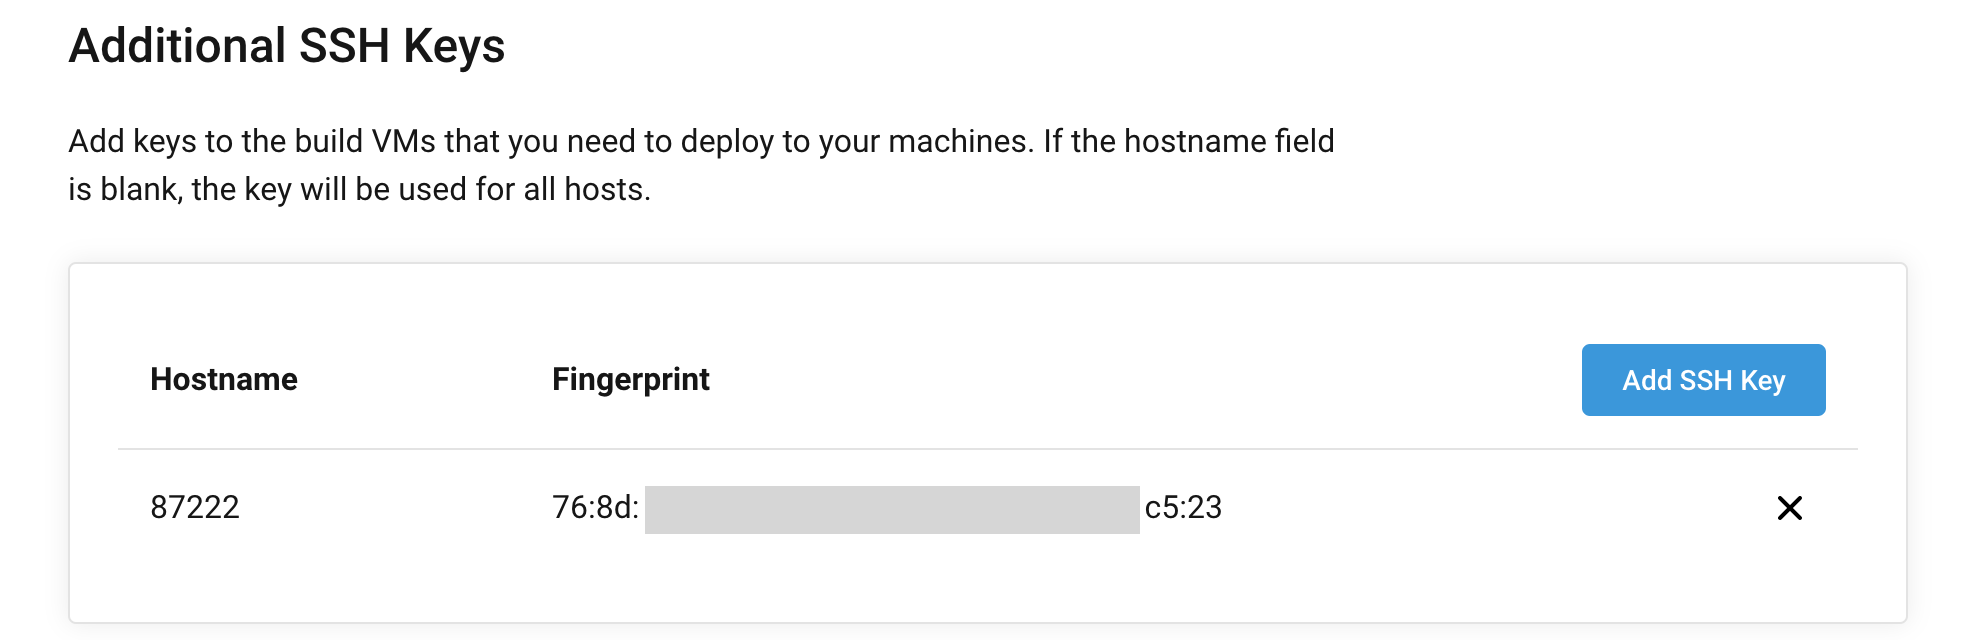 Additional SSH Keys
Add keys to the build VMs that you need to deploy to your machines. If the hostname field
is blank, the key will be used for all hosts.
Hostname Fingerprint Add SSH Key
87222 76:8d: c5:23